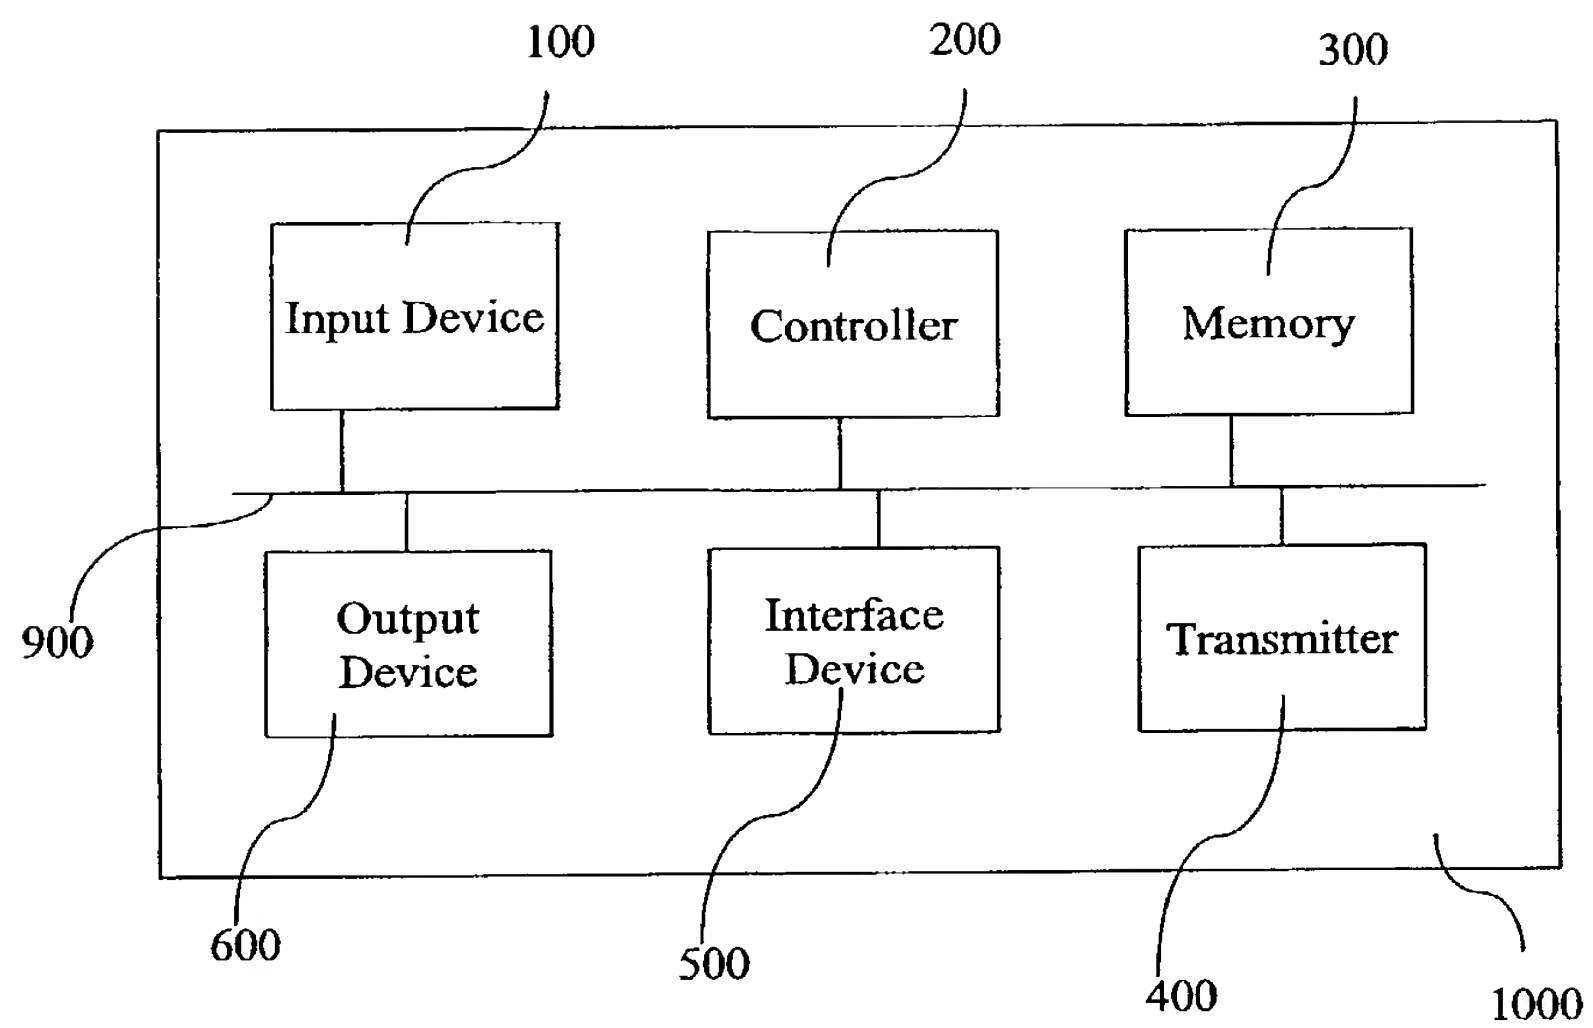 100
200
300
Input Device
Controller
Memory
900
Output
Device
Interface
Device
Transmitter
600
500
400
1000